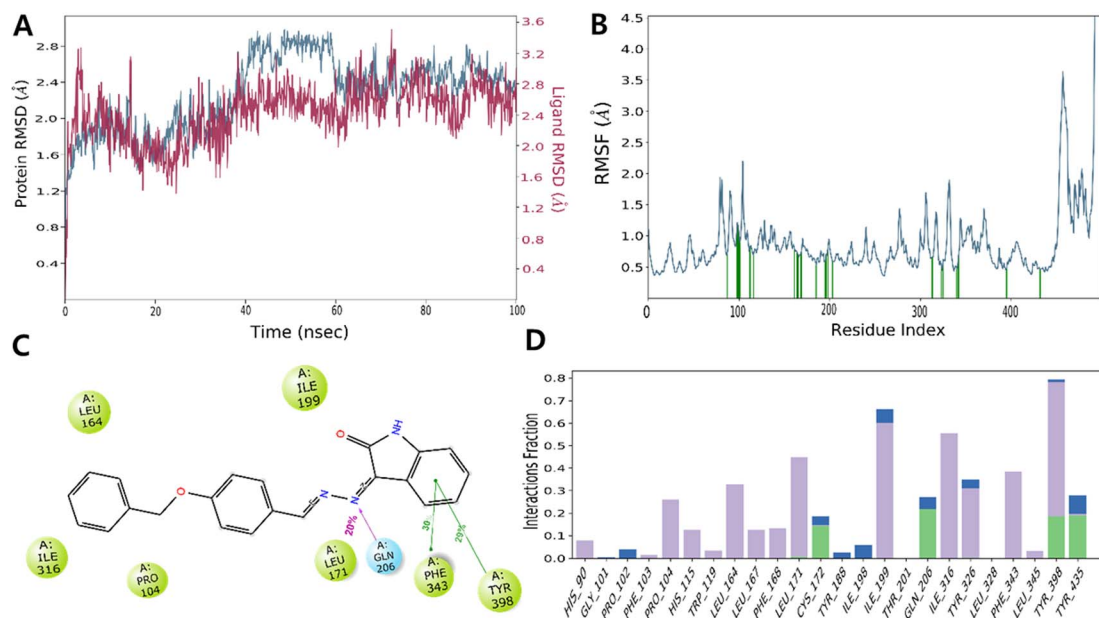 A
Protein RMSD (Å)
2.8
2.4
2.0
1.6
1.2
0.8
0.4
3.6
3.2
2.8
2.4
2.0
1.6
1.2
0.8
0.4
Ligand RMSD (Å)
0 20 40 60 80 100
Time (nsec)
B
RMSF (Å)
4.5
4.0
3.5
3.0
2.5
2.0
1.5
1.0
0.5
0 100 200 300 400
Residue Index
C
A:
LEU
164
A:
ILE
199
O
NH
O
N
N
20%
30
29%
A:
ILE
316
A:
PRO
104
A:
LEU
171
A:
GLN
206
A:
PHE
343
A:
TYR
398
D
Interactions Fraction
0.8
0.7
0.6
0.5
0.4
0.3
0.2
0.1
0.0
HIS_90
GLY_101
PRO_102
PHE_103
PRO_104
HIS_115
TRP_119
LEU_164
LEU_167
PHE_168
LEU_171
CYS_172
TYR_188
ILE_198
ILE_199
THR_201
GLN_206
ILE_316
TYR_326
LEU_328
PHE_343
LEU_345
TYR_398
TYR_435